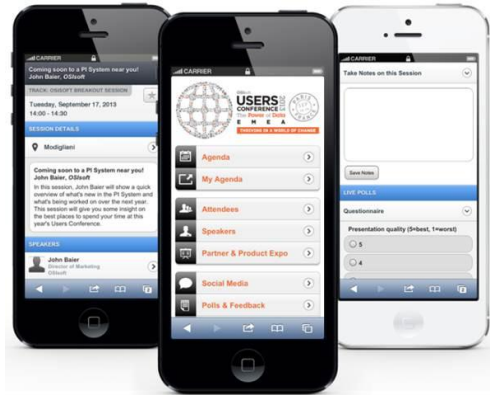 CARRIER
Coming soon to a PI System near you!
John Baier, OSIsoft
TRACK: OSISOFT BREAKOUT SESSION
Tuesday, September 17, 2013
14:00 - 14:30
SESSION DETAILS
Modigliani
Coming soon to a PI System near you!
John Baier, OSIsoft
In this session, John Baier will show a quick
overview of what's new in the PI System and
what's being worked on over the next year.
This session will give you some insight on
the best places to spend your time at this
year's Users Conference.
SPEAKERS
John Baier
Director of Marketing
OSIsoft
CARRIER
USERS
CONFERENCE 2013
The Power of Data
EMEA
THRIVING IN A WORLD OF CHANGE
Agenda
My Agenda
Attendees
Speakers
Partner & Product Expo
Social Media
Polls & Feedback
CARRIER
Take Notes on this Session
Save Notes
LIVE POLLS
Questionnaire
Presentation quality (5=best, 1=worst)
5
4